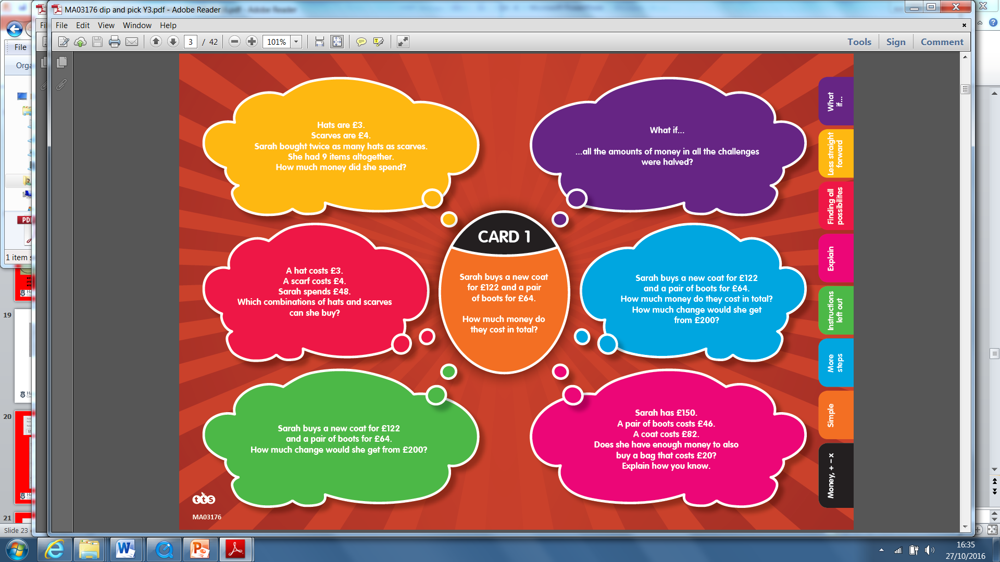 MA03176 dip and pick Y3.pdf - Adobe Reader
File Edit View Window Help
3 / 42 101%
Tools Sign Comment
File
Orga
1 item s
19
20
21
Slide 23
Hats are £3.
Scarves are £4.
Sarah bought twice as many hats as scarves.
She had 9 items altogether.
How much money did she spend?
What if...
...all the amounts of money in all the challenges
were halved?
A hat costs £3.
A scarf costs £4.
Sarah spends £48.
Which combinations of hats and scarves
can she buy?
CARD 1
Sarah buys a new coat
for £122 and a pair
of boots for £64.
How much money do
they cost in total?
Sarah buys a new coat for £122
and a pair of boots for £64.
How much money do they cost in total?
How much change would she get
from £200?
Sarah buys a new coat for £122
and a pair of boots for £64.
How much change would she get from £200?
Sarah has £150.
A pair of boots costs £46.
A coat costs £82.
Does she have enough money to also
buy a bag that costs £20?
Explain how you know.
What
if...
Less straight
forward
Finding all
possibilites
Explain
Instructions
left out
More
steps
Simple
Money, + − x
tts
MA03176
16:35
27/10/2016